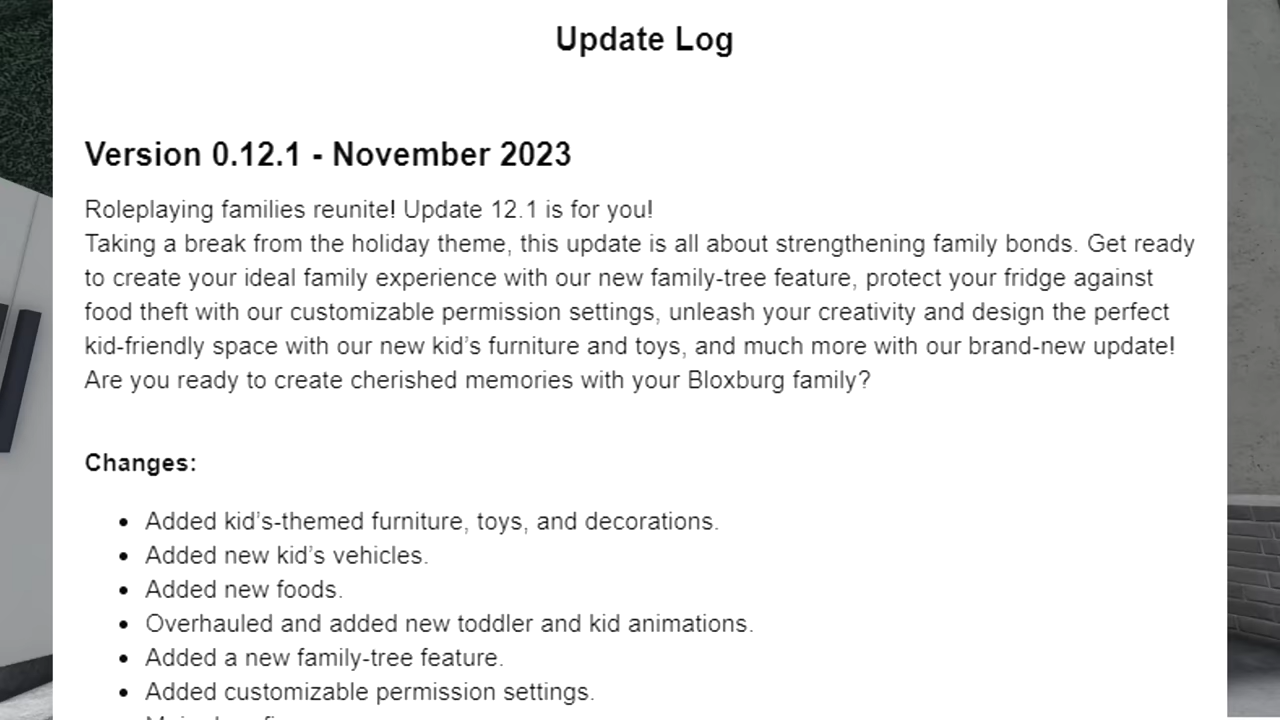 Update Log
Version 0.12.1 - November 2023
Roleplaying families reunite! Update 12.1 is for you!
Taking a break from the holiday theme, this update is all about strengthening family bonds. Get ready
to create your ideal family experience with our new family-tree feature, protect your fridge against
food theft with our customizable permission settings, unleash your creativity and design the perfect
kid-friendly space with our new kid’s furniture and toys, and much more with our brand-new update!
Are you ready to create cherished memories with your Bloxburg family?
Changes:
• Added kid’s-themed furniture, toys, and decorations.
• Added new kid’s vehicles.
• Added new foods.
• Overhauled and added new toddler and kid animations.
• Added a new family-tree feature.
• Added customizable permission settings.